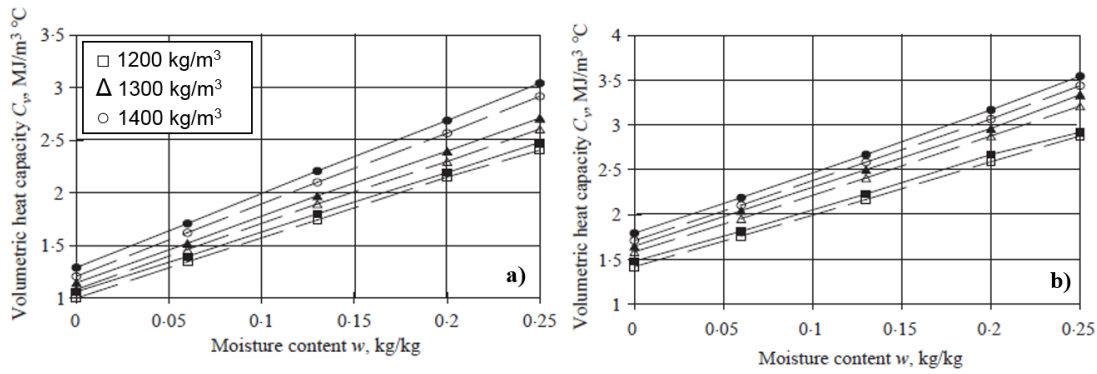 Volumetric heat capacity Cᵥ, MJ/m³ °C
3·5
3
2·5
2
1·5
1
□ 1200 kg/m³
Δ 1300 kg/m³
○ 1400 kg/m³
a)
0 0·05 0·1 0·15 0·2 0·25
Moisture content w, kg/kg
Volumetric heat capacity Cᵥ, MJ/m³ °C
4
3·5
3
2·5
2
1·5
1
b)
0 0·05 0·1 0·15 0·2 0·25
Moisture content w, kg/kg